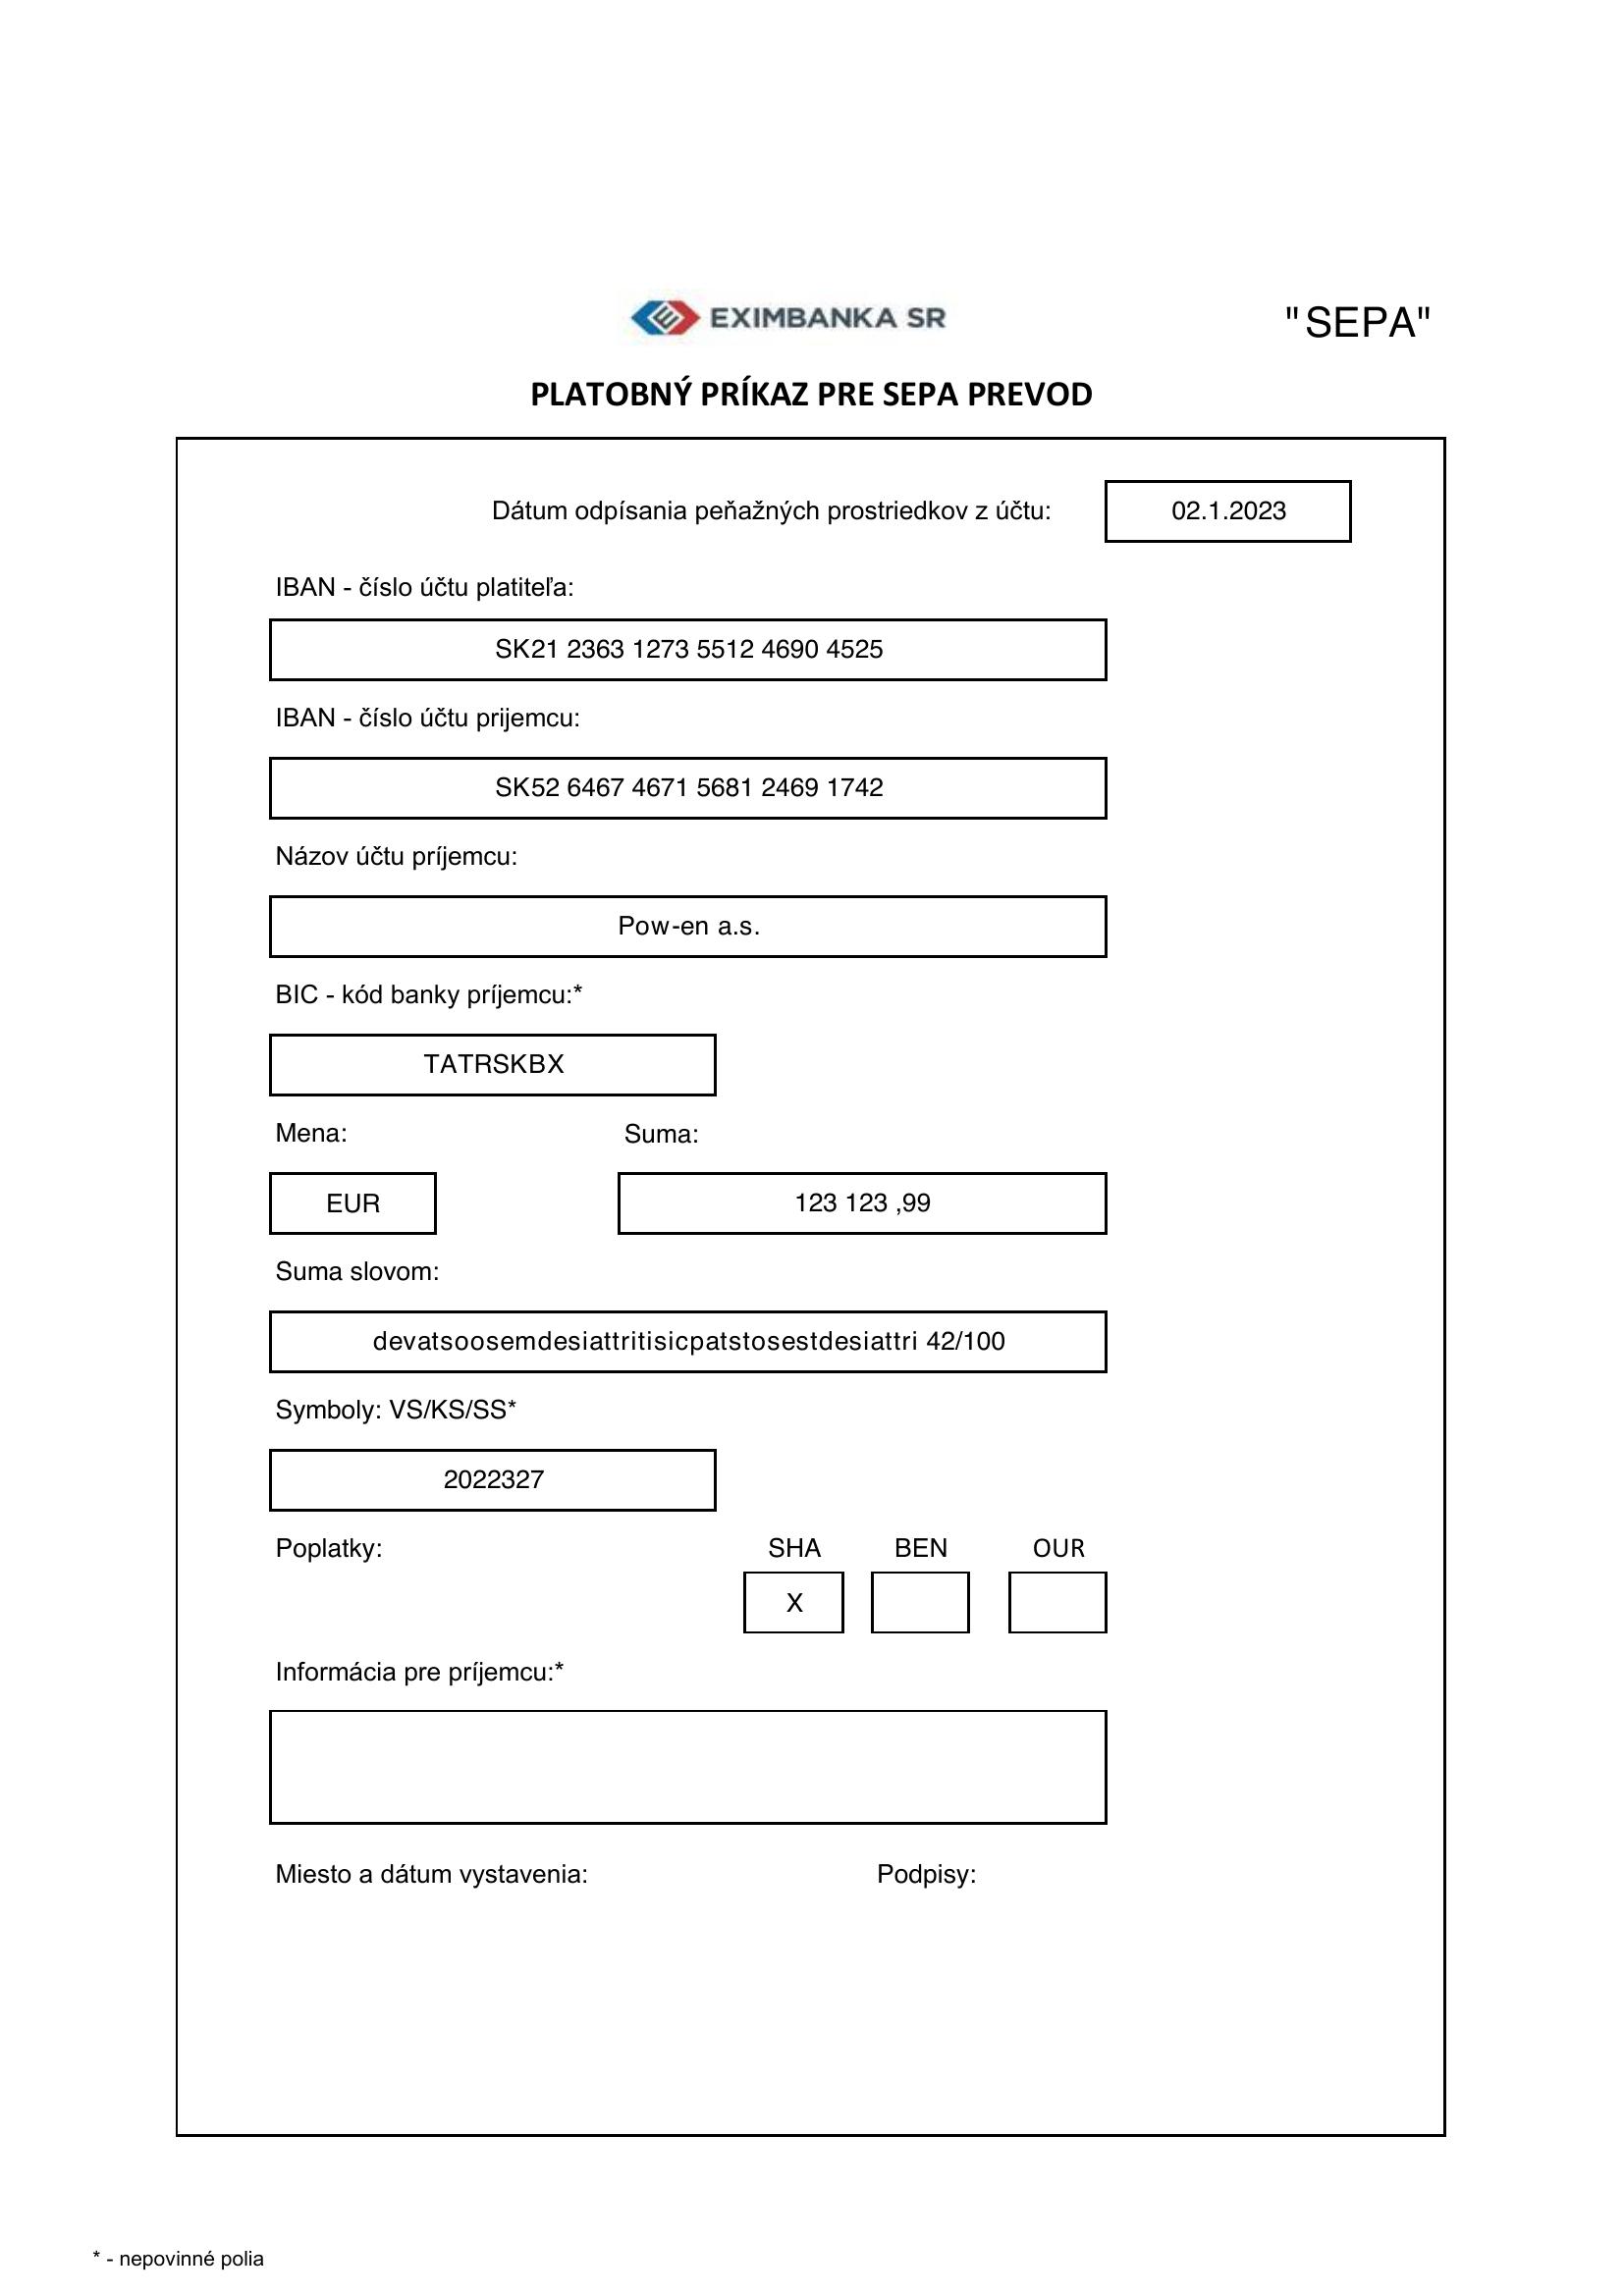 EXIMBANKA SR
"SEPA"
PLATOBNÝ PRÍKAZ PRE SEPA PREVOD
Dátum odpísania peňažných prostriedkov z účtu: 02.1.2023
IBAN - číslo účtu platiteľa:
SK21 2363 1273 5512 4690 4525
IBAN - číslo účtu prijemcu:
SK52 6467 4671 5681 2469 1742
Názov účtu príjemcu:
Pow-en a.s.
BIC - kód banky príjemcu:*
TATRSKBX
Mena: Suma:
EUR 123 123 ,99
Suma slovom:
devatsoosemdesiattritisicpatstosestdesiattri 42/100
Symboly: VS/KS/SS*
2022327
Poplatky: SHA BEN OUR
X
Informácia pre príjemcu:*
Miesto a dátum vystavenia: Podpisy:
* - nepovinné polia